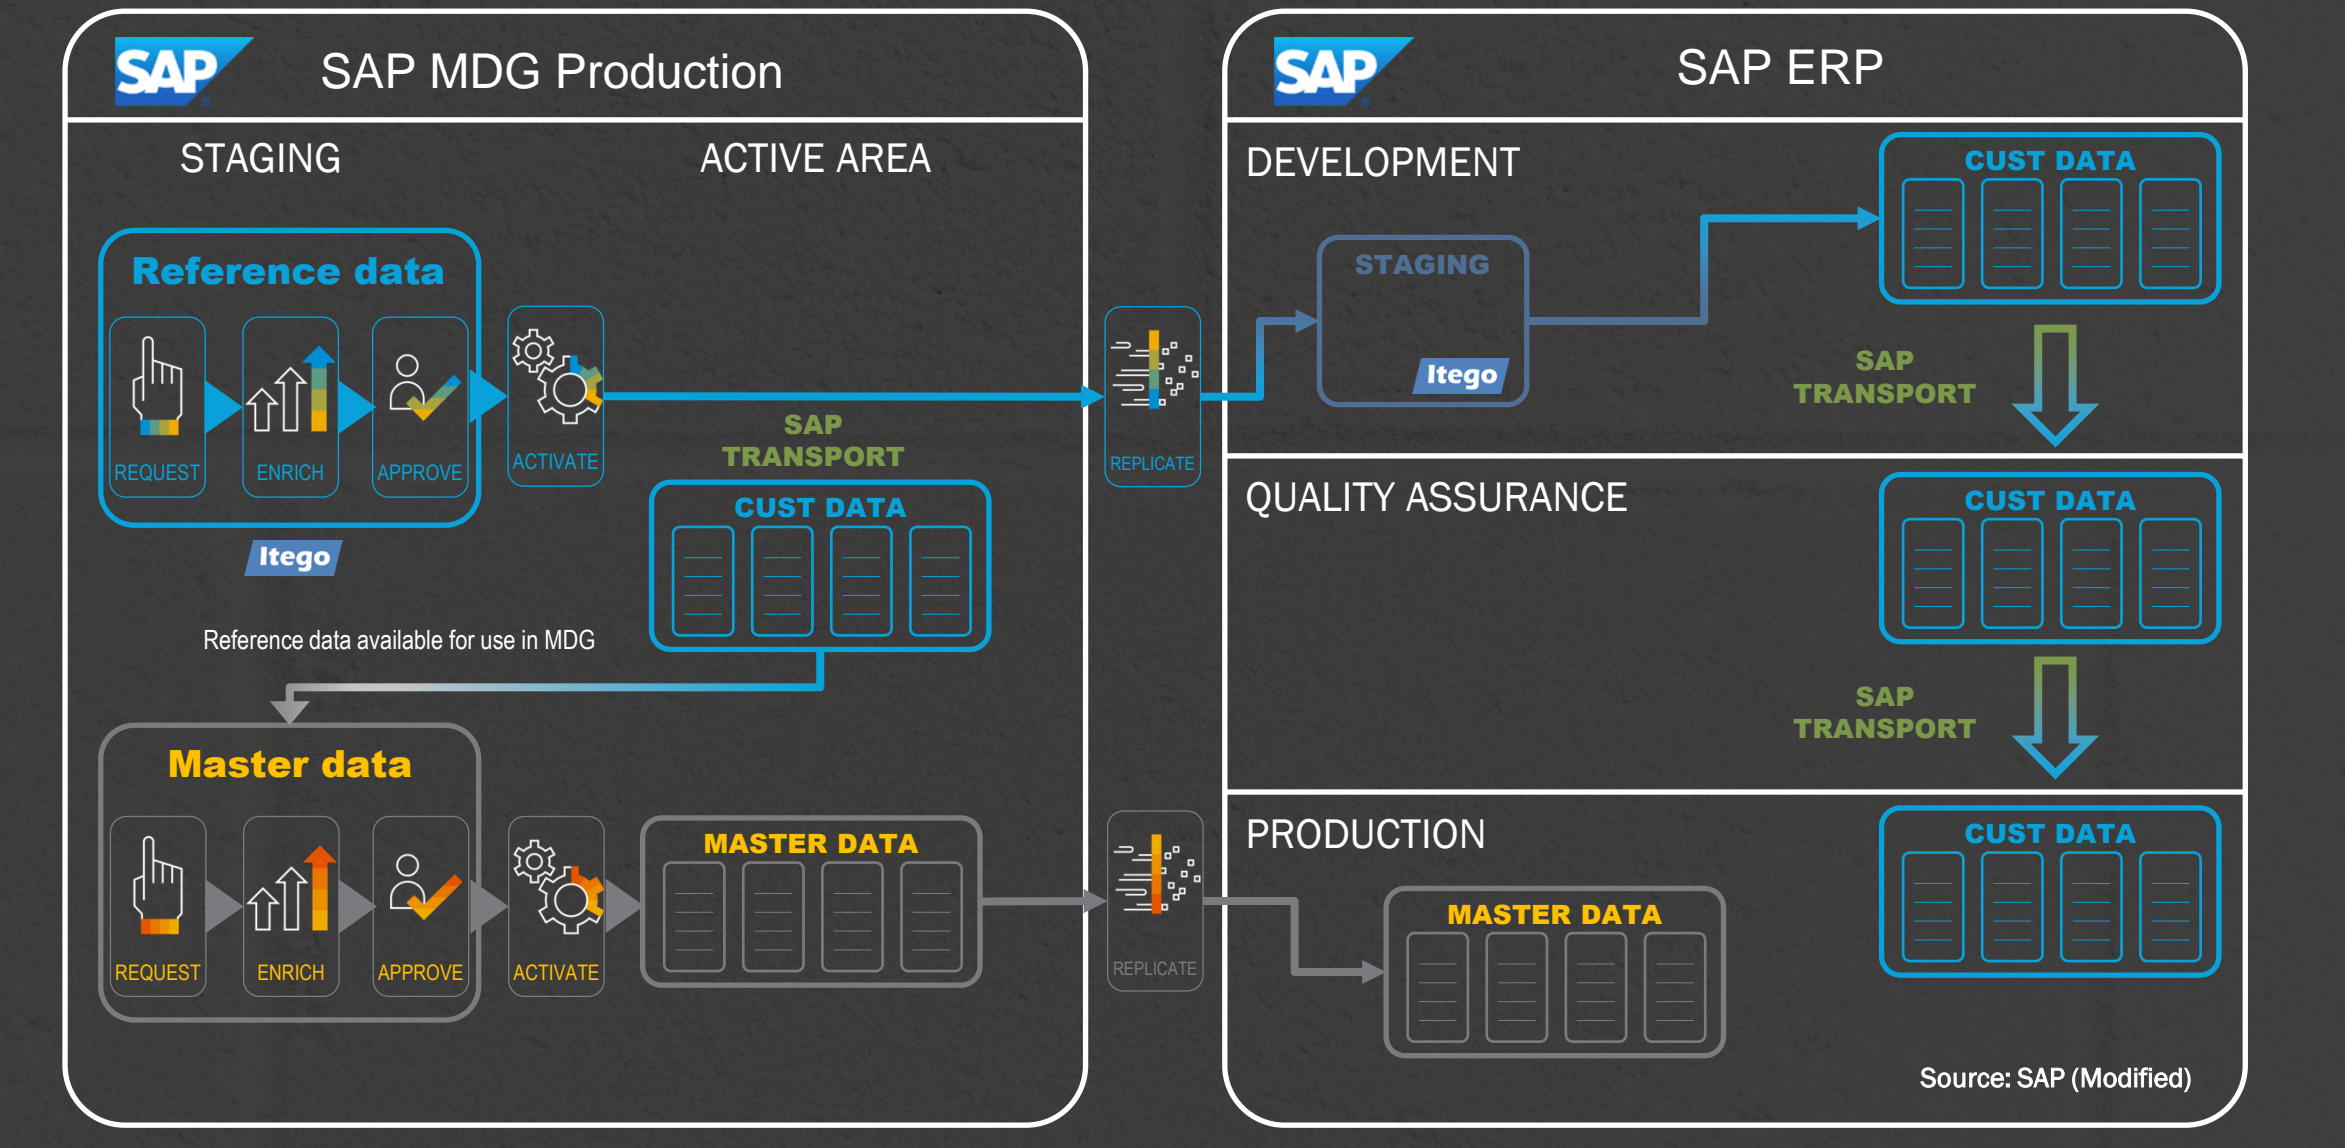 SAP
SAP MDG Production
STAGING
ACTIVE AREA
Reference data
REQUEST
ENRICH
APPROVE
ACTIVATE
Itego
SAP
TRANSPORT
CUST DATA
Reference data available for use in MDG
Master data
REQUEST
ENRICH
APPROVE
ACTIVATE
MASTER DATA
REPLICATE
REPLICATE
SAP
SAP ERP
DEVELOPMENT
STAGING
Itego
CUST DATA
SAP
TRANSPORT
QUALITY ASSURANCE
CUST DATA
SAP
TRANSPORT
PRODUCTION
MASTER DATA
CUST DATA
Source: SAP (Modified)